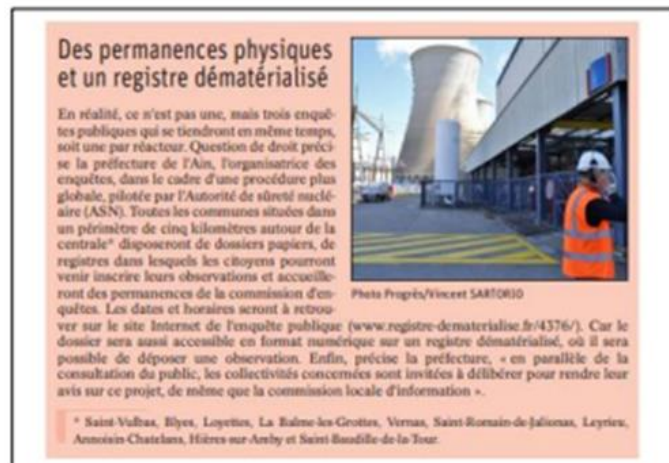 Des permanences physiques
et un registre dématérialisé
En réalité, ce n'est pas une, mais trois enquê-
tes publiques qui se tiendront en même temps,
soit une par réacteur. Question de droit préci-
se la préfecture de l'Ain, l'organisatrice des
enquêtes, dans le cadre d'une procédure plus
globale, pilotée par l'Autorité de sûreté nuclé-
aire (ASN). Toutes les communes situées dans
un périmètre de cinq kilomètres autour de la
centrale* disposeront de dossiers papiers, de
registres dans lesquels les citoyens pourront
venir inscrire leurs observations et accueille-
ront des permanences de la commission d'en-
quêtes. Les dates et horaires seront à retrou-
ver sur le site Internet de l'enquête publique (www.registre-dematerialise.fr/4376/). Car le
dossier sera aussi accessible en format numérique sur un registre dématérialisé, où il sera
possible de déposer une observation. Enfin, précise la préfecture, « en parallèle de la
consultation du public, les collectivités concernées sont invitées à délibérer pour rendre leur
avis sur ce projet, de même que la commission locale d'information ».
Photo Progrès/Vincent SARTORIO
* Saint-Vulbas, Blyes, Loyettes, La Balme-les-Grottes, Vernas, Saint-Romain-de-Jalionas, Leyrieu,
Annoisin-Chatelans, Hières-sur-Amby et Saint-Baudille-de-la-Tour.